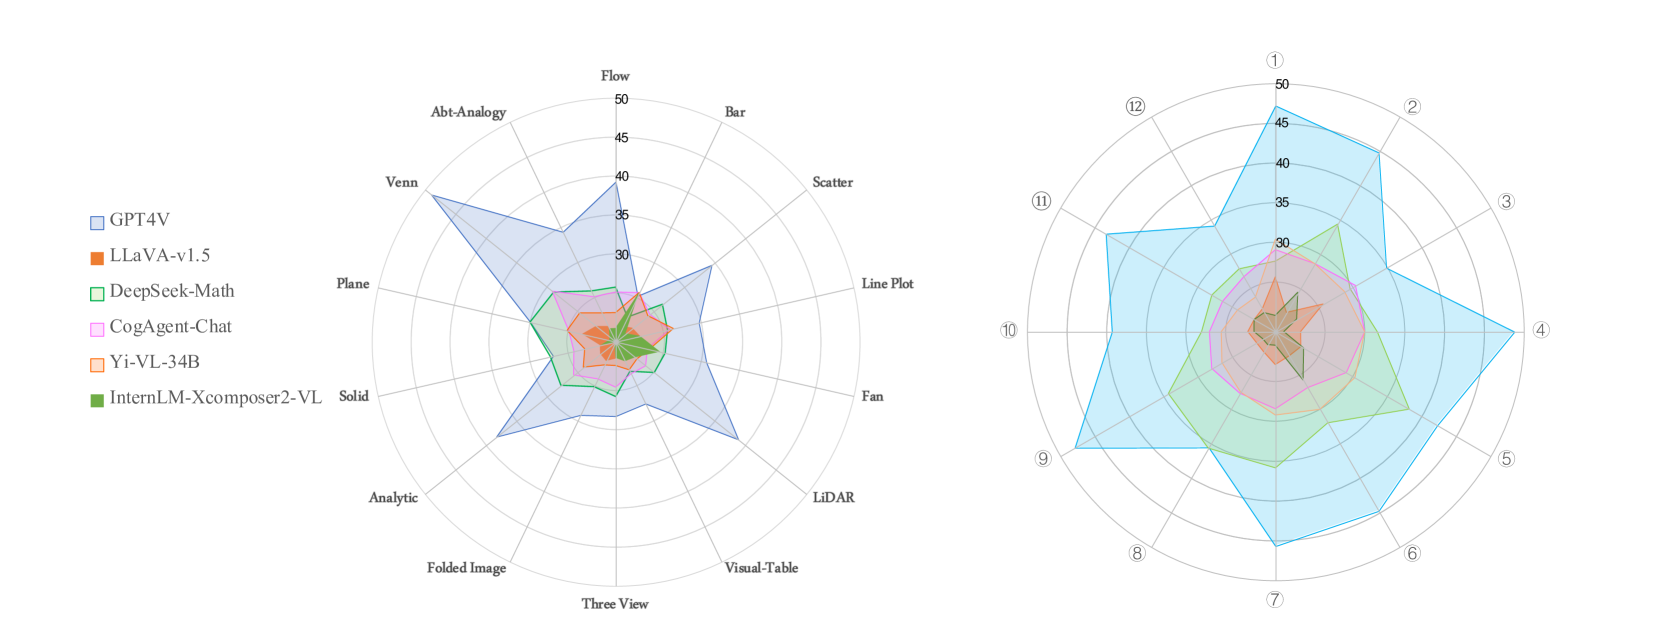 Flow
50
Abt-Analogy
Bar
45
Venn
40
Scatter
35
30
Plane
Line Plot
Solid
Fan
Analytic
LiDAR
Folded Image
Visual-Table
Three View
GPT4V
LLaVA-v1.5
DeepSeek-Math
CogAgent-Chat
Yi-VL-34B
InternLM-Xcomposer2-VL
①
50
⑫
②
45
40
⑪
③
35
30
⑩
④
⑨
⑤
⑧
⑥
⑦